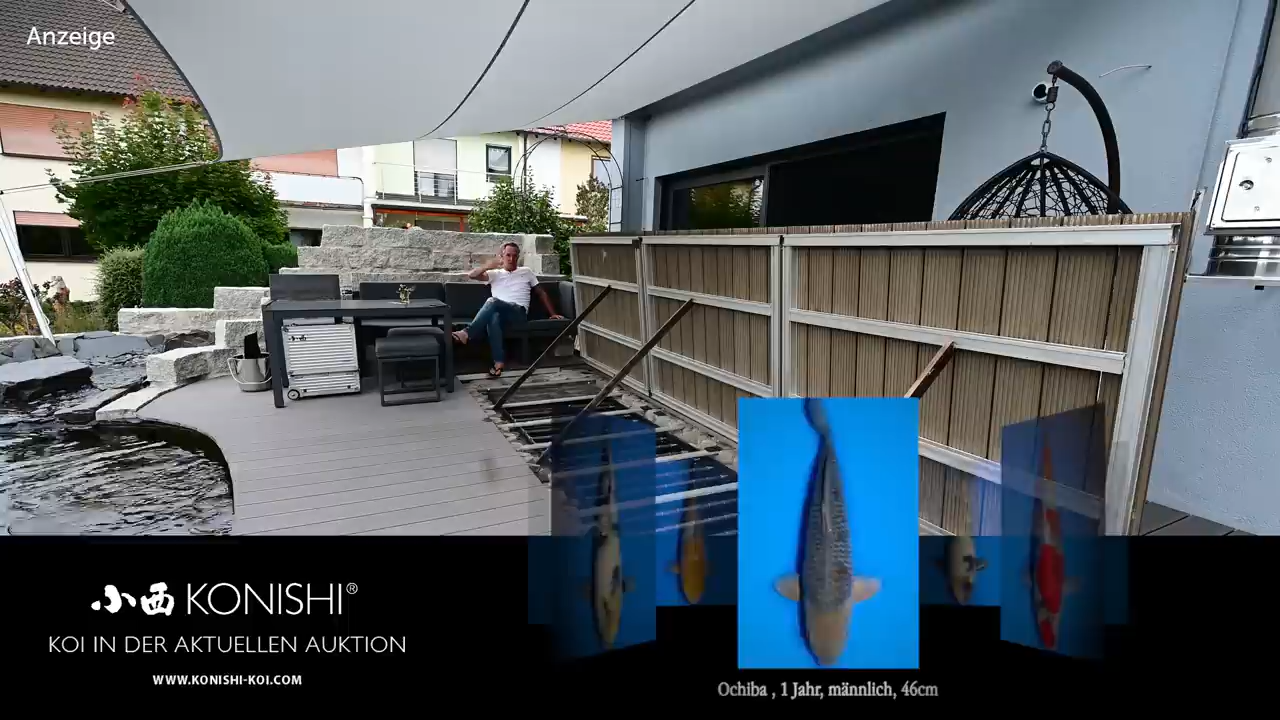 Anzeige
小西 KONISHI®
KOI IN DER AKTUELLEN AUKTION
WWW.KONISHI-KOI.COM
Ochiba , 1 Jahr, männlich, 46cm